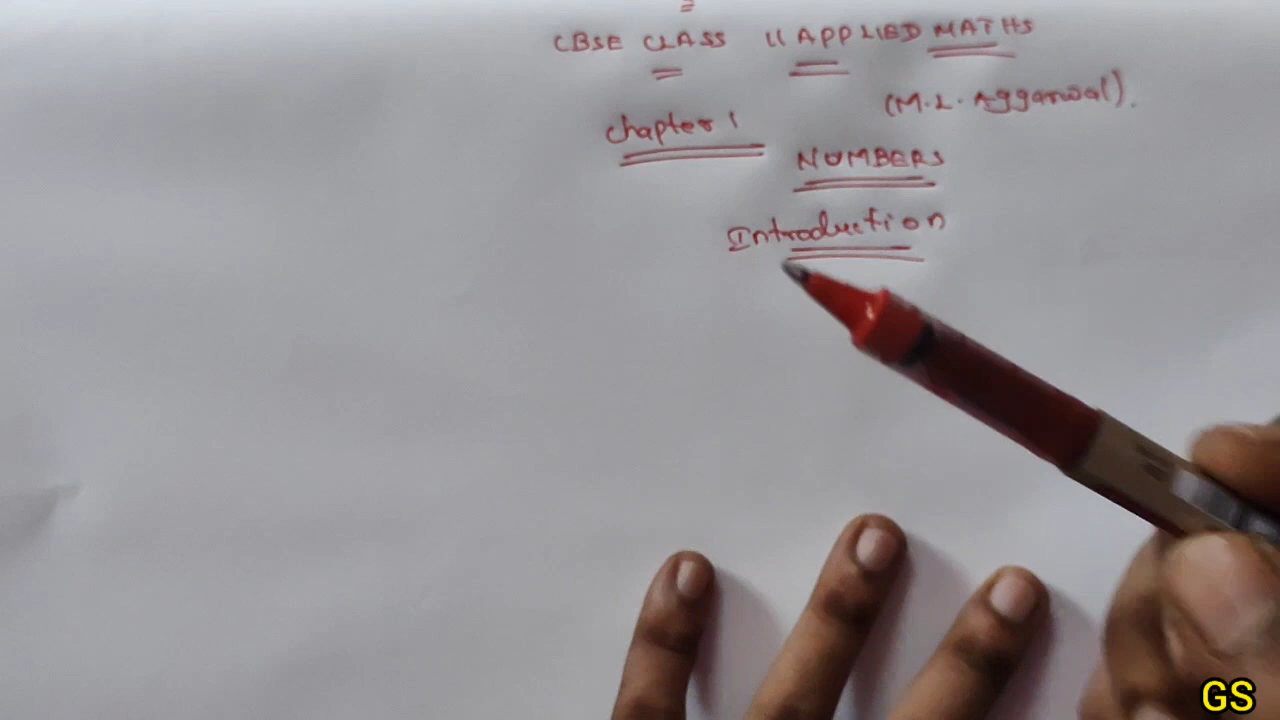 CBSE CLASS 11 APPLIED MATHS
(M.L. Aggarwal).
Chapter 1
NUMBERS
Introduction
GS